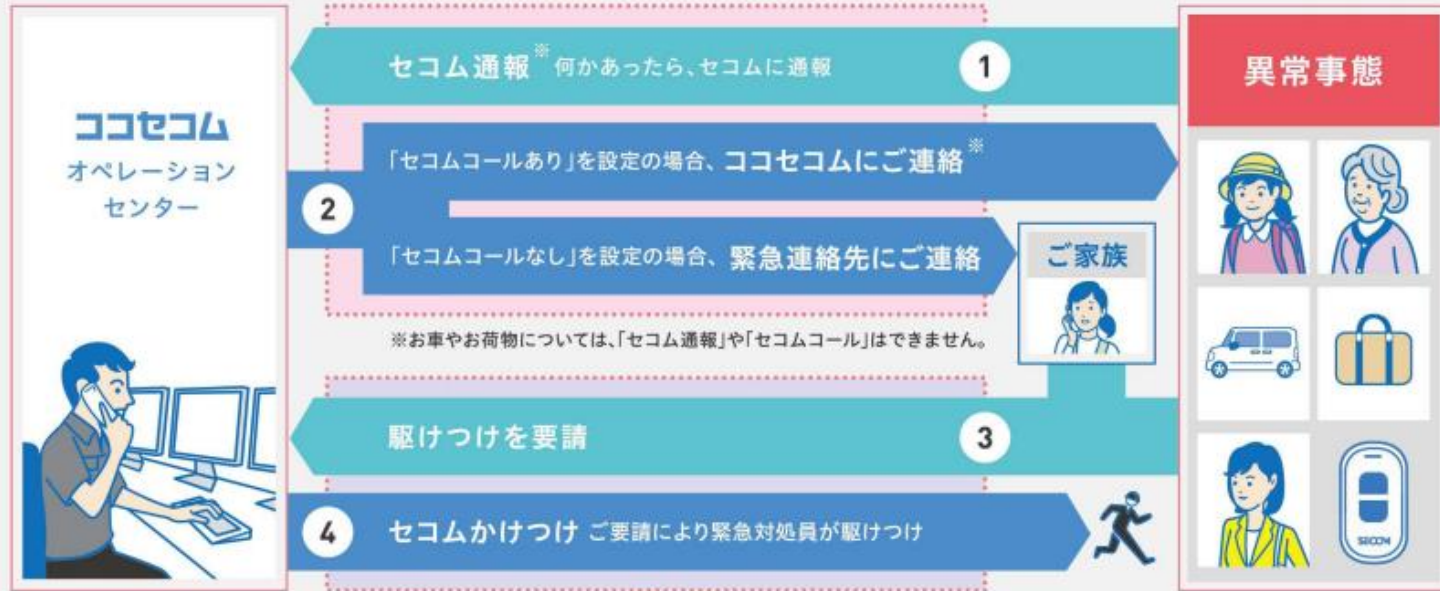 ココセコム
オペレーション
センター
セコム通報※ 何かあったら、セコムに通報
1
異常事態
2
「セコムコールあり」を設定の場合、ココセコムにご連絡※
「セコムコールなし」を設定の場合、緊急連絡先にご連絡
ご家族
※お車やお荷物については、「セコム通報」や「セコムコール」はできません。
駆けつけを要請
3
4
セコムかけつけ ご要請により緊急対処員が駆けつけ
SECOM